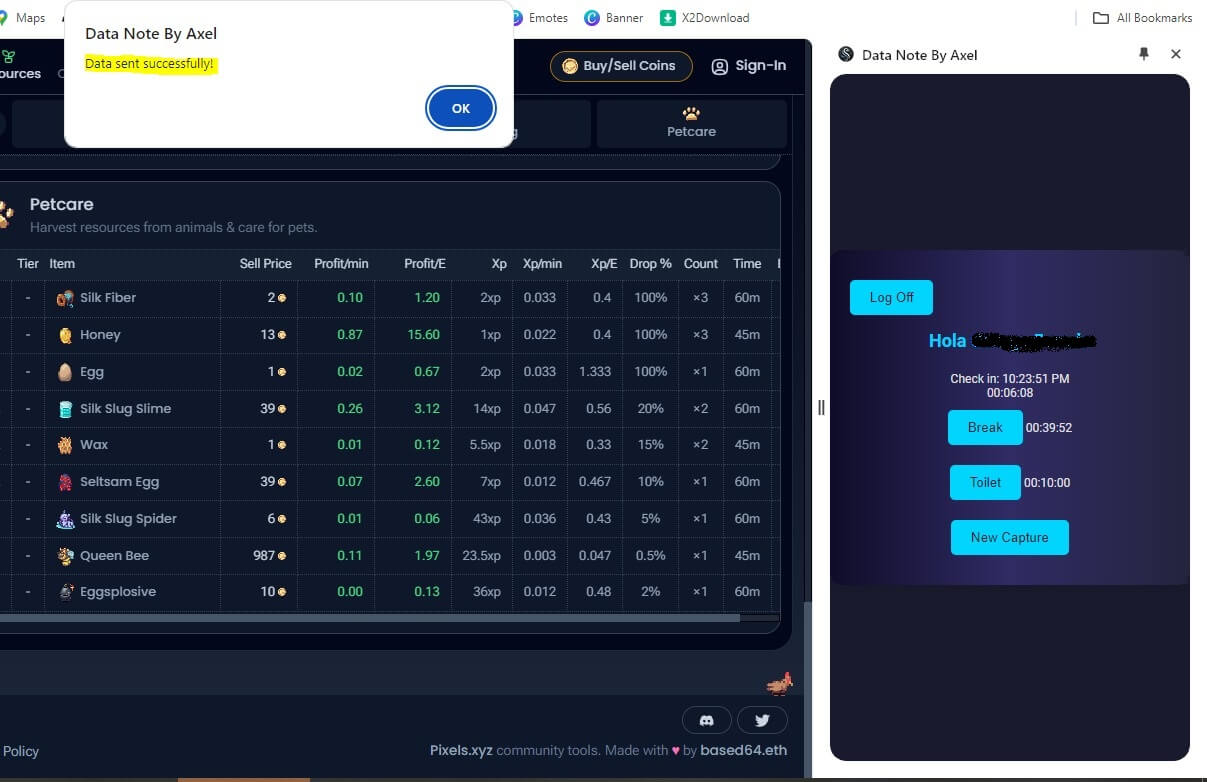 Maps
Emotes
Banner
X2Download
All Bookmarks
Data Note By Axel
Data sent successfully!
OK
ources
Buy/Sell Coins
Sign-In
Petcare
Petcare
Harvest resources from animals & care for pets.
Tier Item Sell Price Profit/min Profit/E Xp Xp/min Xp/E Drop % Count Time
- Silk Fiber 2 0.10 1.20 2xp 0.033 0.4 100% ×3 60m
- Honey 13 0.87 15.60 1xp 0.022 0.4 100% ×3 45m
- Egg 1 0.02 0.67 2xp 0.033 1.333 100% ×1 60m
- Silk Slug Slime 39 0.26 3.12 14xp 0.047 0.56 20% ×2 60m
- Wax 1 0.01 0.12 5.5xp 0.018 0.33 15% ×2 45m
- Seltsam Egg 39 0.07 2.60 7xp 0.012 0.467 10% ×1 60m
- Silk Slug Spider 6 0.01 0.06 43xp 0.036 0.43 5% ×1 60m
- Queen Bee 987 0.11 1.97 23.5xp 0.003 0.047 0.5% ×1 45m
- Eggsplosive 10 0.00 0.13 36xp 0.012 0.48 2% ×1 60m
Policy
Pixels.xyz community tools. Made with ♥ by based64.eth
Data Note By Axel
Log Off
Hola
Check in: 10:23:51 PM
00:06:08
Break 00:39:52
Toilet 00:10:00
New Capture